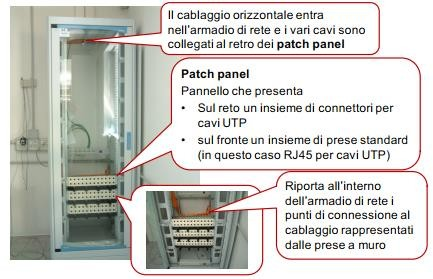 Il cablaggio orizzontale entra
nell'armadio di rete e i vari cavi sono
collegati al retro dei patch panel
Patch panel
Pannello che presenta
• Sul reto un insieme di connettori per
cavi UTP
• sul fronte un insieme di prese standard
(in questo caso RJ45 per cavi UTP)
Riporta all'interno
dell'armadio di rete i
punti di connessione al
cablaggio rappresentati
dalle prese a muro